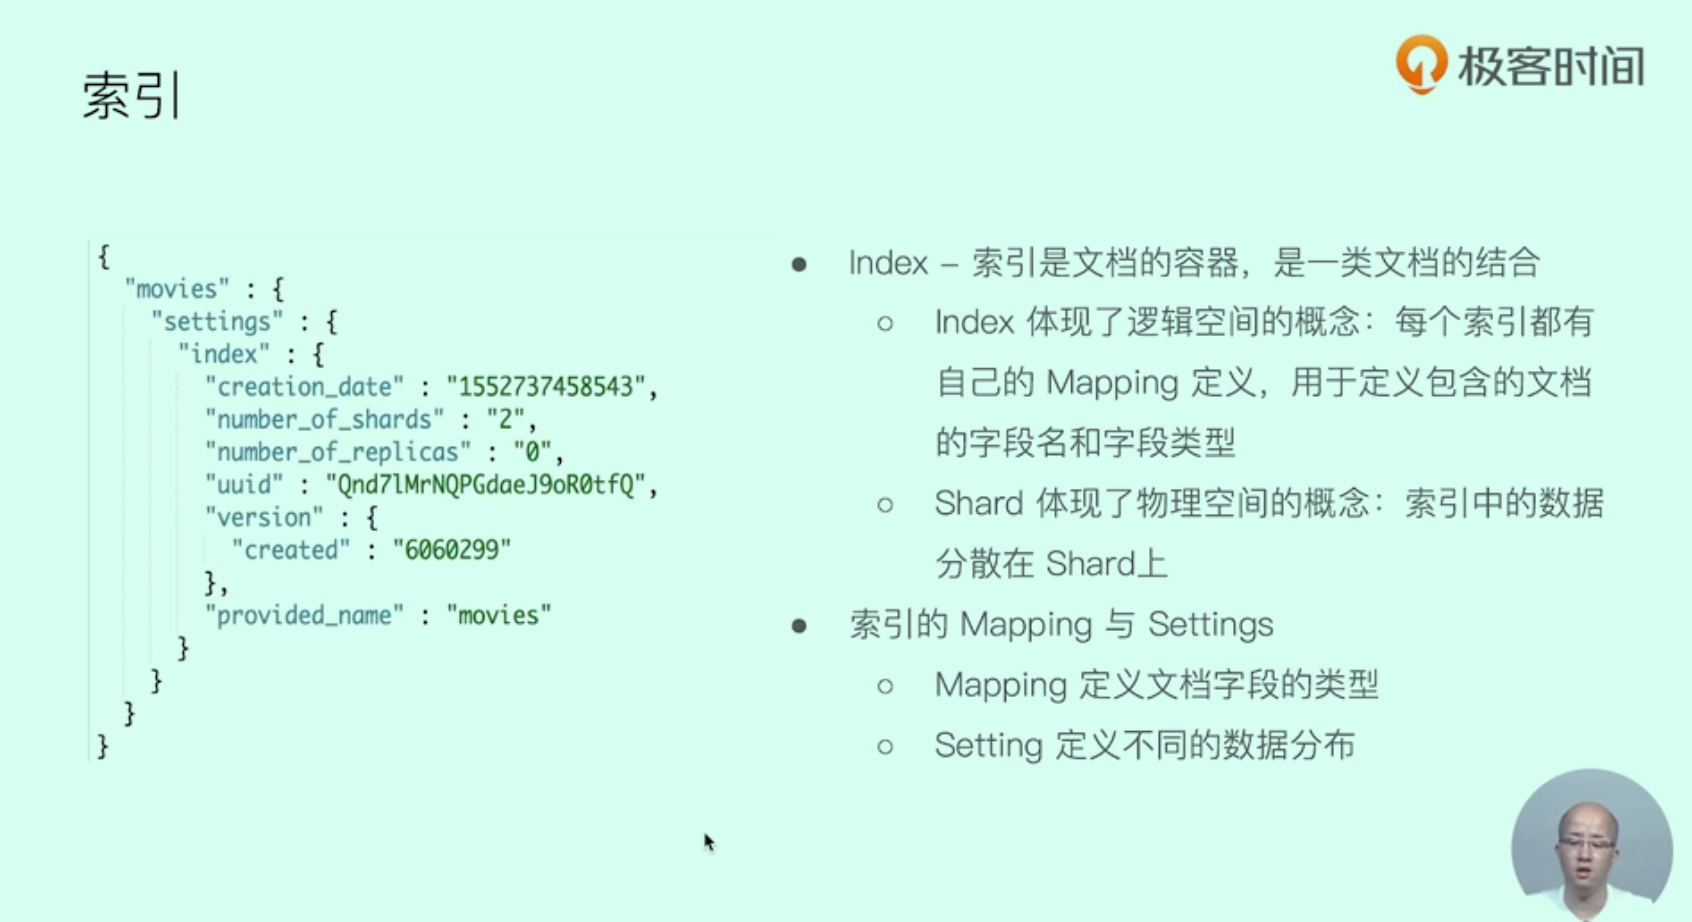 索引
极客时间
{
"movies" : {
"settings" : {
"index" : {
"creation_date" : "1552737458543",
"number_of_shards" : "2",
"number_of_replicas" : "0",
"uuid" : "Qnd7lMrNQPGdaeJ9oR0tfQ",
"version" : {
"created" : "6060299"
},
"provided_name" : "movies"
}
}
}
}
● Index – 索引是文档的容器，是一类文档的结合
○ Index 体现了逻辑空间的概念：每个索引都有
自己的 Mapping 定义，用于定义包含的文档
的字段名和字段类型
○ Shard 体现了物理空间的概念：索引中的数据
分散在 Shard上
● 索引的 Mapping 与 Settings
○ Mapping 定义文档字段的类型
○ Setting 定义不同的数据分布